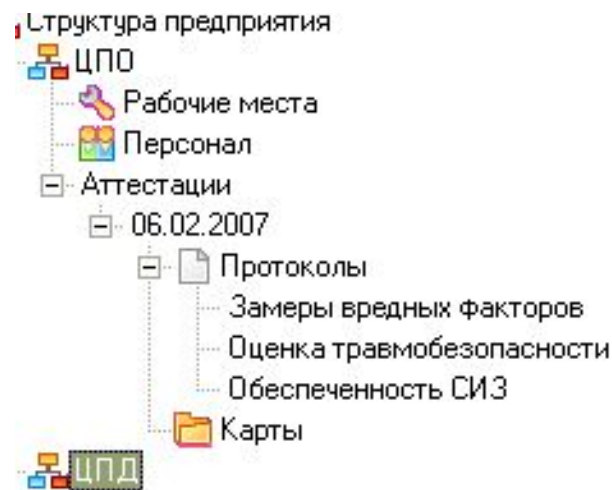 Структура предприятия
ЦПО
Рабочие места
Персонал
Аттестации
06.02.2007
Протоколы
Замеры вредных факторов
Оценка травмобезопасности
Обеспеченность СИЗ
Карты
ЦПД